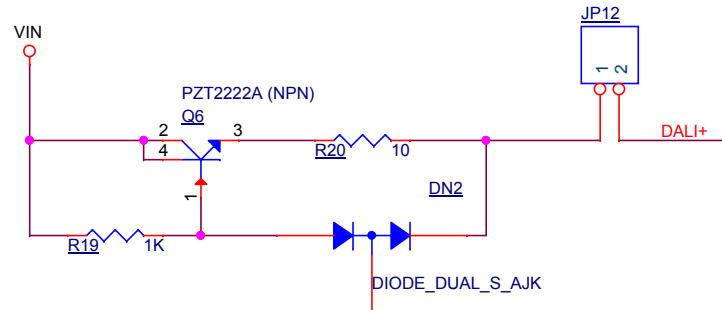 JP12
VIN
1
2
PZT2222A (NPN)
Q6
2
3
4
DALI+
R20
10
1
DN2
R19
1K
DIODE_DUAL_S_AJK